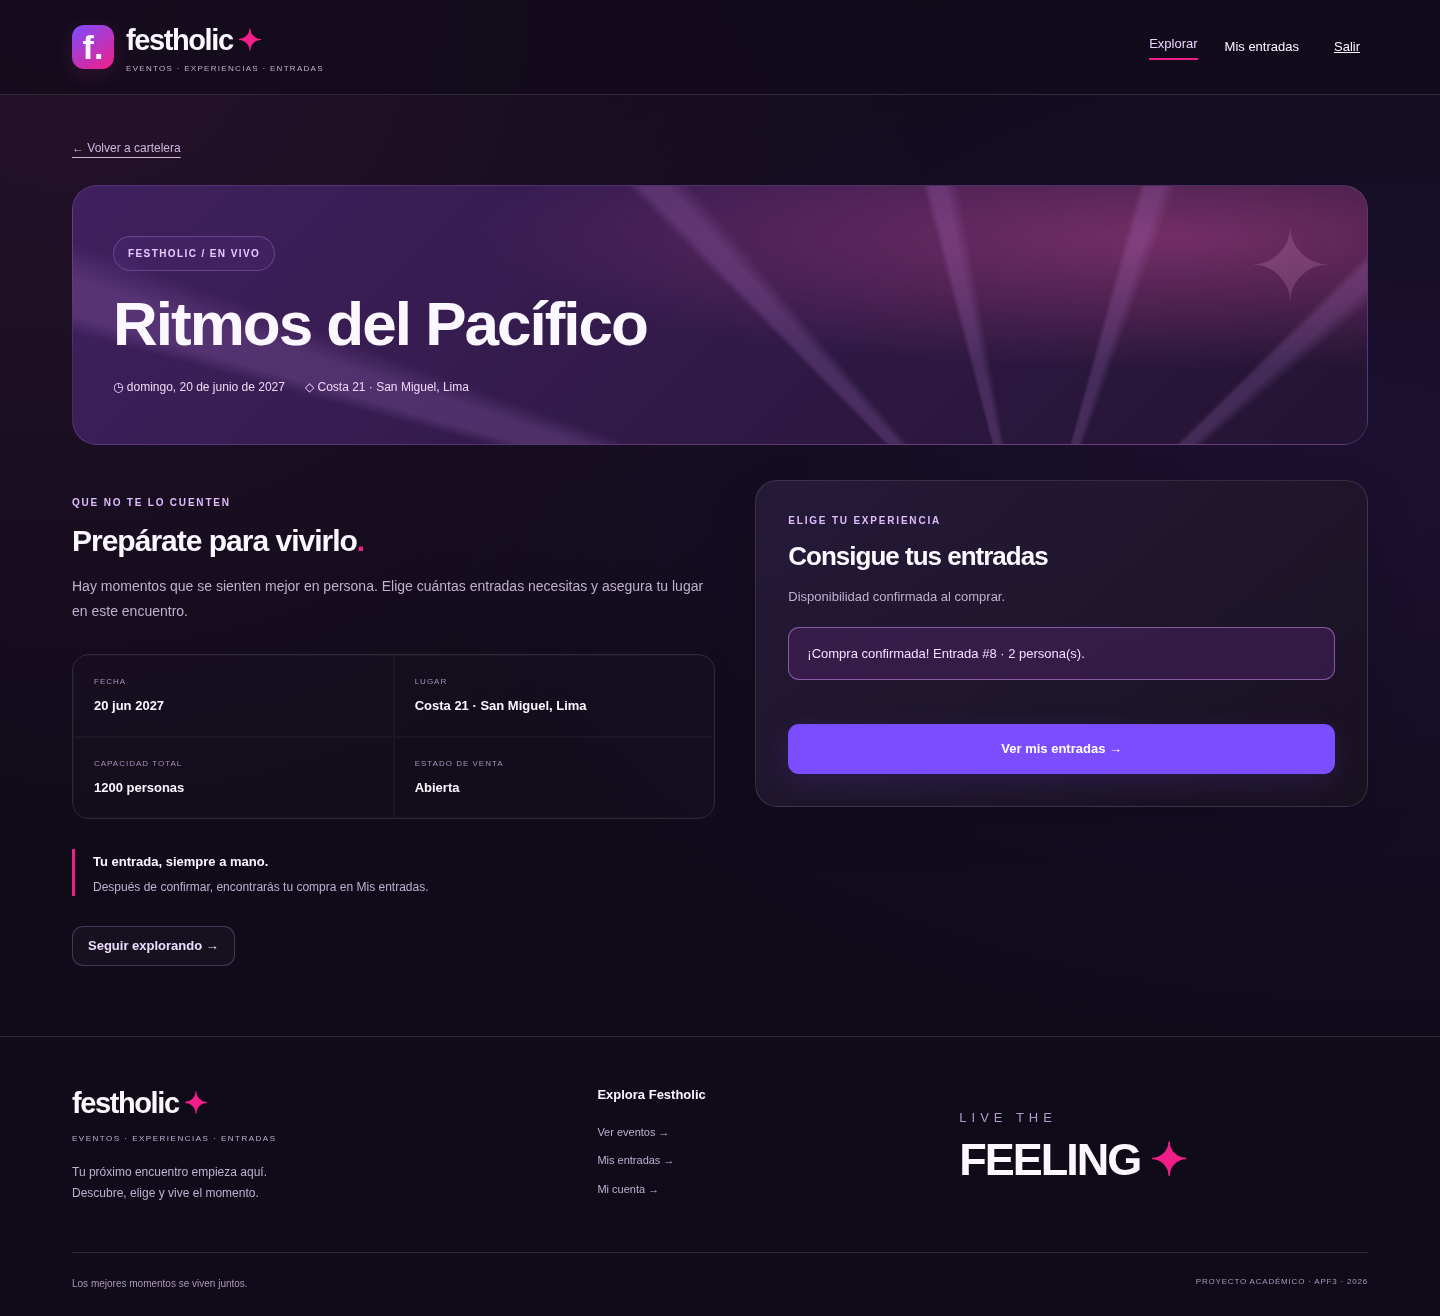 f.
festholic ✦
EVENTOS · EXPERIENCIAS · ENTRADAS
Explorar
Mis entradas
Salir
← Volver a cartelera
FESTHOLIC / EN VIVO
Ritmos del Pacífico
◷ domingo, 20 de junio de 2027 ◇ Costa 21 · San Miguel, Lima
QUE NO TE LO CUENTEN
Prepárate para vivirlo.
Hay momentos que se sienten mejor en persona. Elige cuántas entradas necesitas y asegura tu lugar
en este encuentro.
FECHA
20 jun 2027
LUGAR
Costa 21 · San Miguel, Lima
CAPACIDAD TOTAL
1200 personas
ESTADO DE VENTA
Abierta
Tu entrada, siempre a mano.
Después de confirmar, encontrarás tu compra en Mis entradas.
Seguir explorando →
ELIGE TU EXPERIENCIA
Consigue tus entradas
Disponibilidad confirmada al comprar.
¡Compra confirmada! Entrada #8 · 2 persona(s).
Ver mis entradas →
festholic ✦
EVENTOS · EXPERIENCIAS · ENTRADAS
Tu próximo encuentro empieza aquí.
Descubre, elige y vive el momento.
Explora Festholic
Ver eventos →
Mis entradas →
Mi cuenta →
LIVE THE
FEELING ✦
Los mejores momentos se viven juntos.
PROYECTO ACADÉMICO · APF3 · 2026